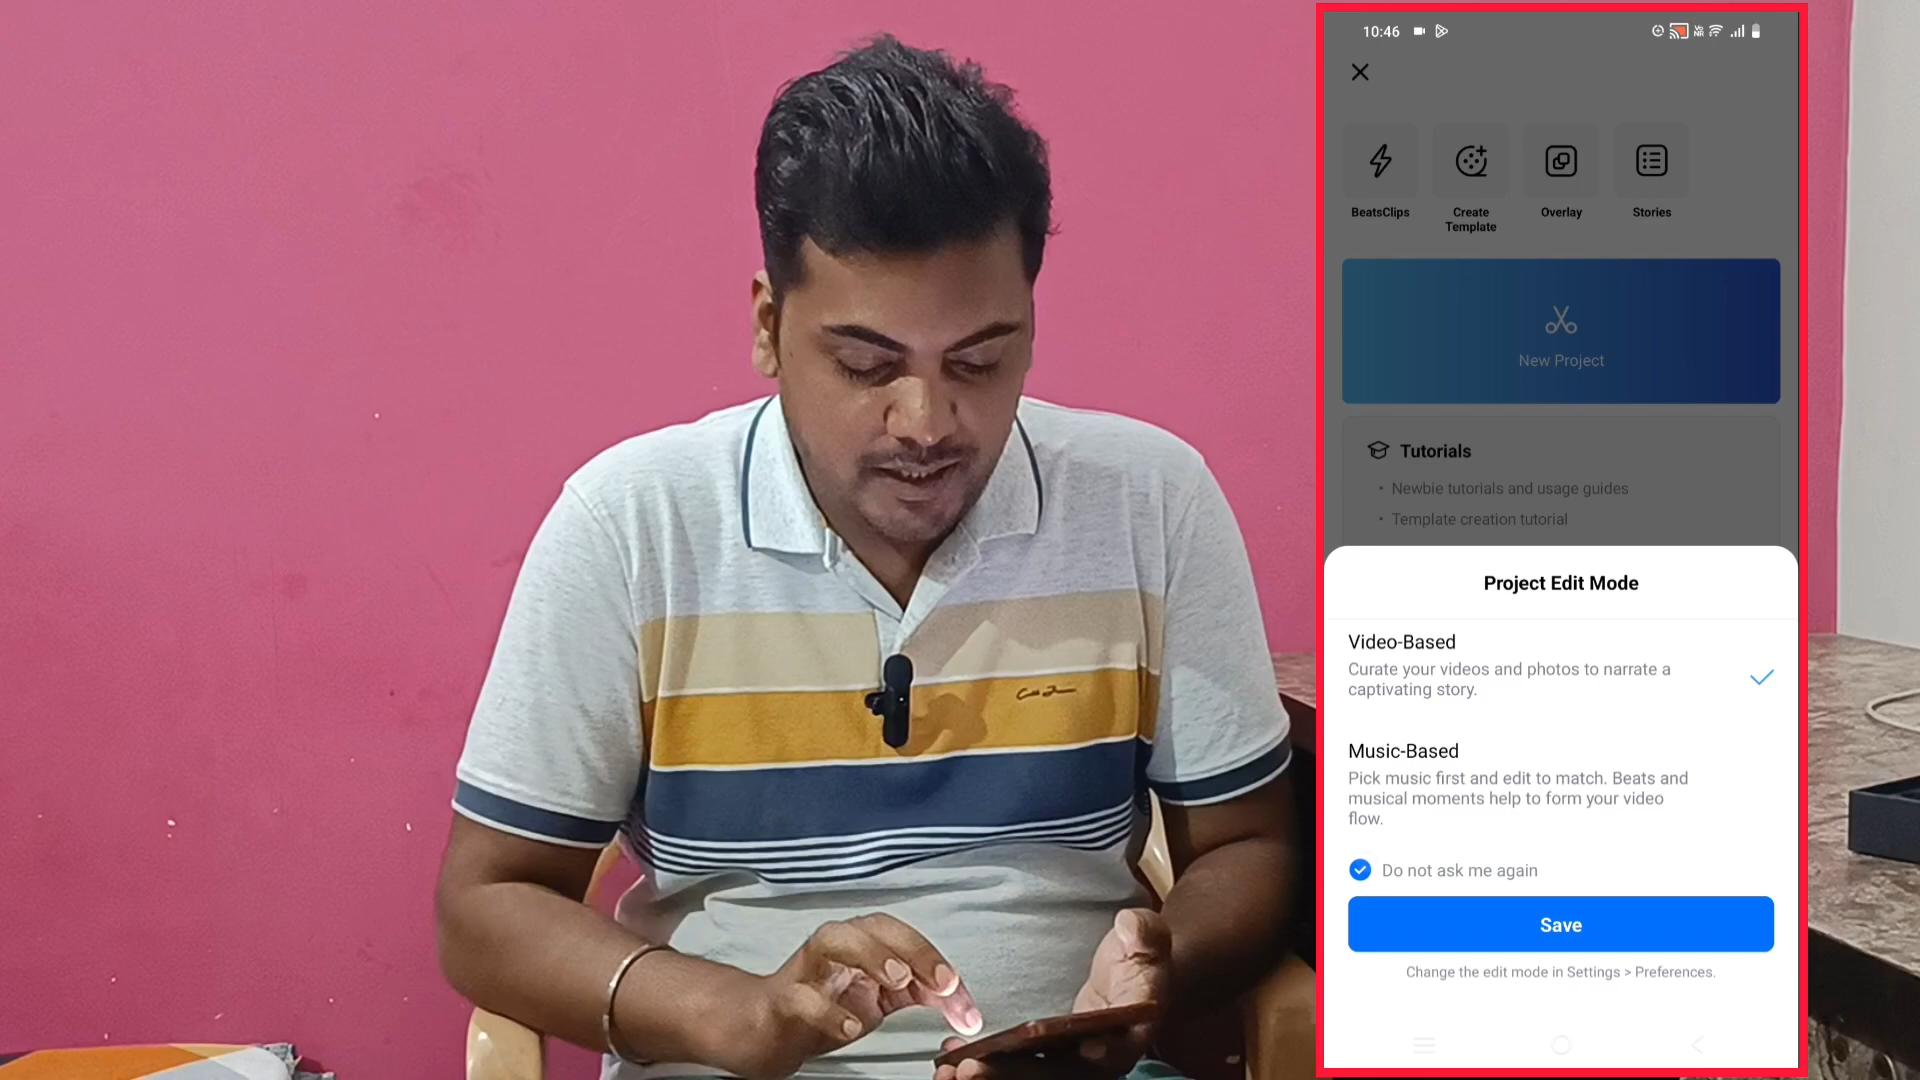 10:46
BeatsClips
Create
Template
Overlay
Stories
New Project
Tutorials
• Newbie tutorials and usage guides
• Template creation tutorial
Project Edit Mode
Video-Based
Curate your videos and photos to narrate a
captivating story.
Music-Based
Pick music first and edit to match. Beats and
musical moments help to form your video
flow.
Do not ask me again
Save
Change the edit mode in Settings > Preferences.